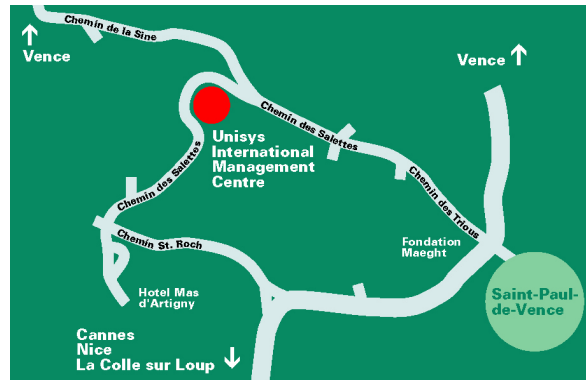 Chemin de la Sine
Vence
Vence
Chemin des Salettes
Unisys
International
Management
Centre
Chemin des Salettes
Chemin des Trious
Chemin St. Roch
Fondation
Maeght
Hotel Mas
d'Artigny
Saint-Paul-
de-Vence
Cannes
Nice
La Colle sur Loup